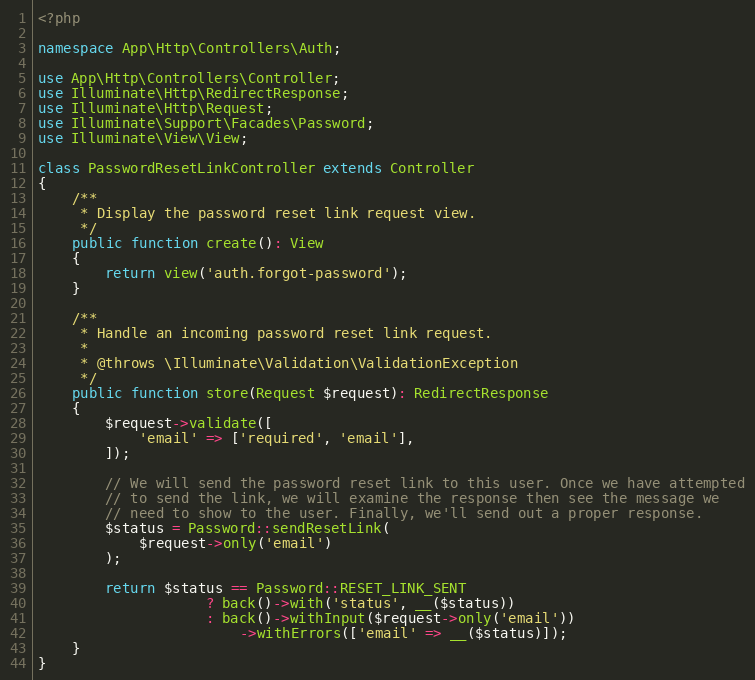 1 <?php
2
3 namespace App\Http\Controllers\Auth;
4
5 use App\Http\Controllers\Controller;
6 use Illuminate\Http\RedirectResponse;
7 use Illuminate\Http\Request;
8 use Illuminate\Support\Facades\Password;
9 use Illuminate\View\View;
10
11 class PasswordResetLinkController extends Controller
12 {
13     /**
14      * Display the password reset link request view.
15      */
16     public function create(): View
17     {
18         return view('auth.forgot-password');
19     }
20
21     /**
22      * Handle an incoming password reset link request.
23      *
24      * @throws \Illuminate\Validation\ValidationException
25      */
26     public function store(Request $request): RedirectResponse
27     {
28         $request->validate([
29             'email' => ['required', 'email'],
30         ]);
31
32         // We will send the password reset link to this user. Once we have attempted
33         // to send the link, we will examine the response then see the message we
34         // need to show to the user. Finally, we'll send out a proper response.
35         $status = Password::sendResetLink(
36             $request->only('email')
37         );
38
39         return $status == Password::RESET_LINK_SENT
40                     ? back()->with('status', __($status))
41                     : back()->withInput($request->only('email'))
42                         ->withErrors(['email' => __($status)]);
43     }
44 }